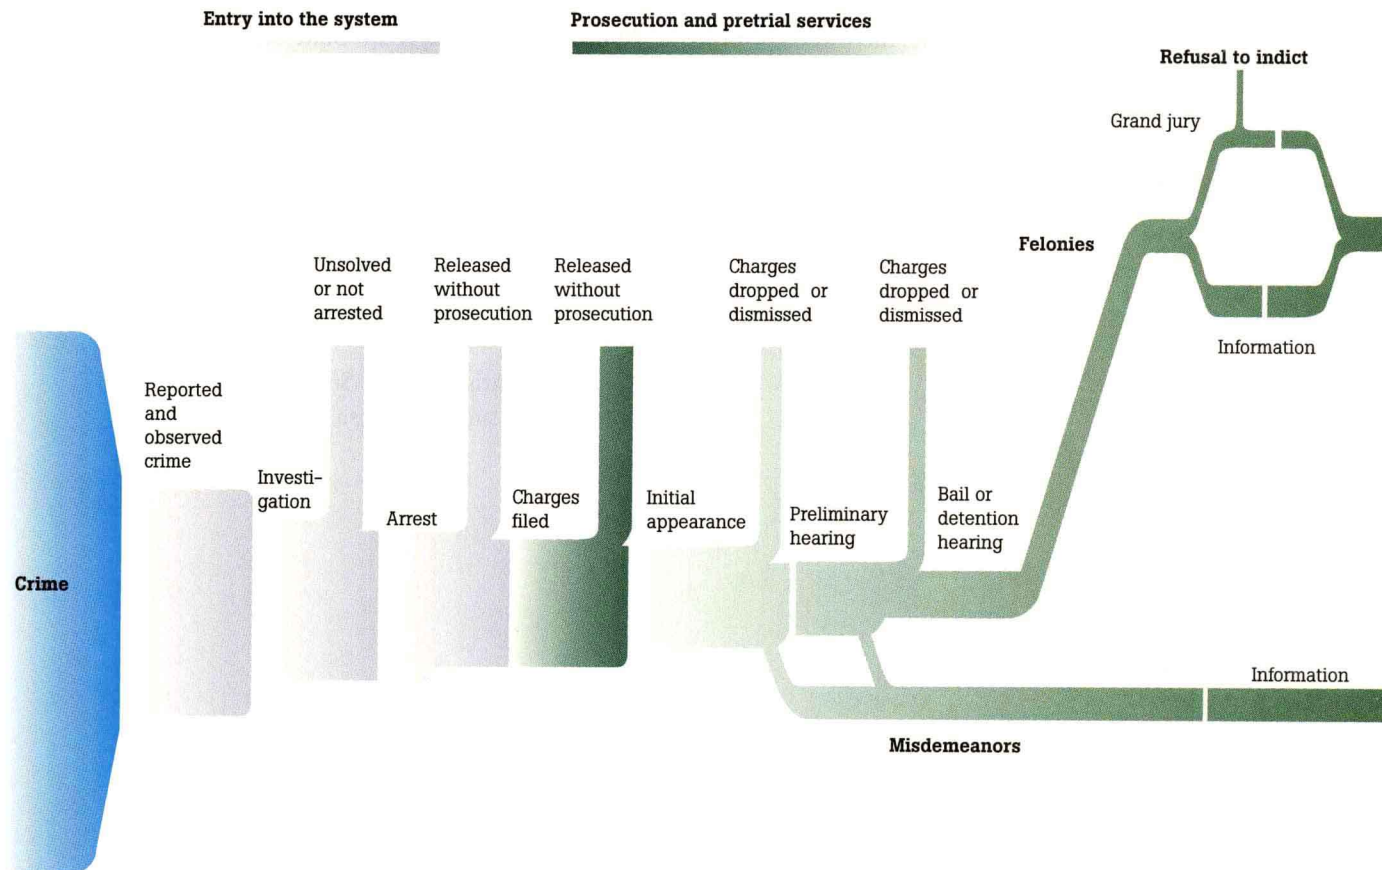 Entry into the system
Prosecution and pretrial services
Refusal to indict
Grand jury
Felonies
Information
Unsolved
or not
arrested
Released
without
prosecution
Released
without
prosecution
Charges
dropped or
dismissed
Charges
dropped or
dismissed
Reported
and
observed
crime
Investi-
gation
Arrest
Charges
filed
Initial
appearance
Preliminary
hearing
Bail or
detention
hearing
Crime
Information
Misdemeanors